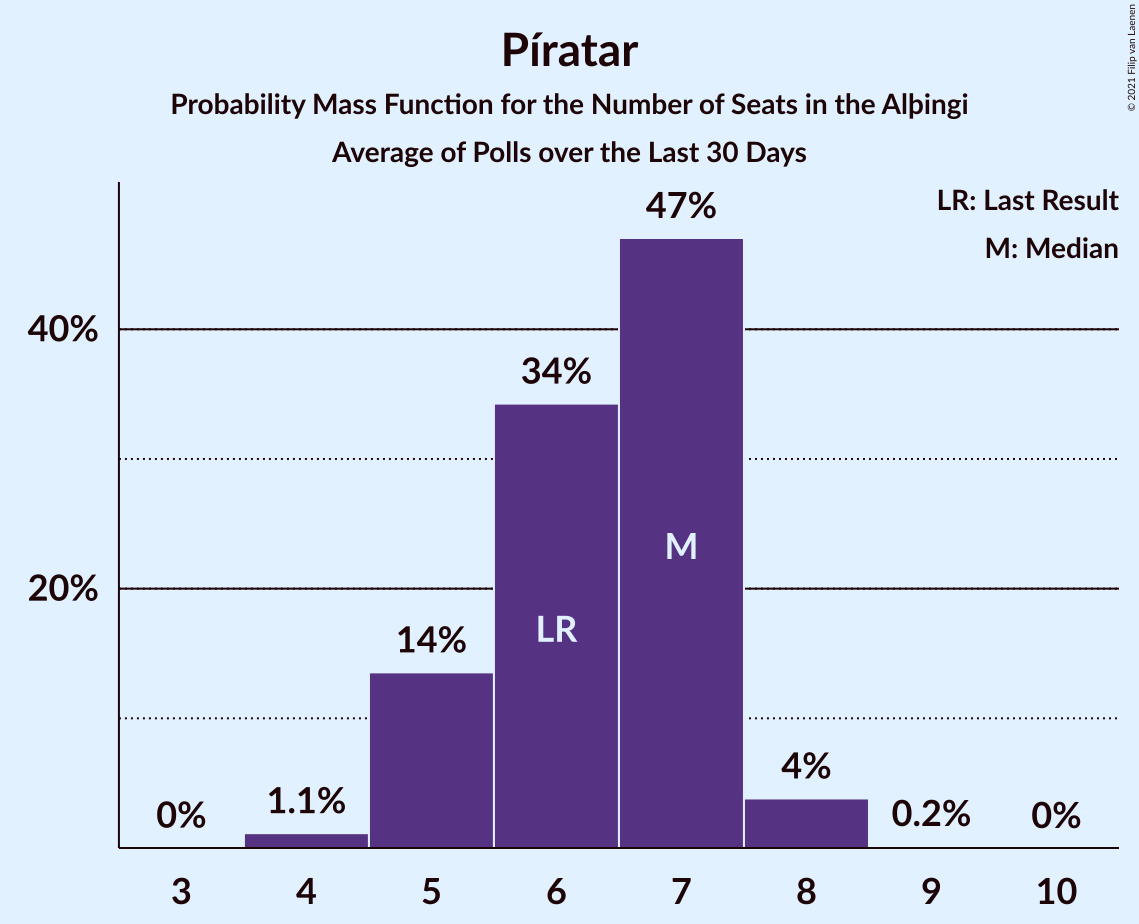 Píratar
Probability Mass Function for the Number of Seats in the Alþingi
Average of Polls over the Last 30 Days
© 2021 Filip van Laenen
LR: Last Result
M: Median
40%
20%
0%
1.1%
14%
34%
47%
4%
0.2%
0%
LR
M
3 4 5 6 7 8 9 10